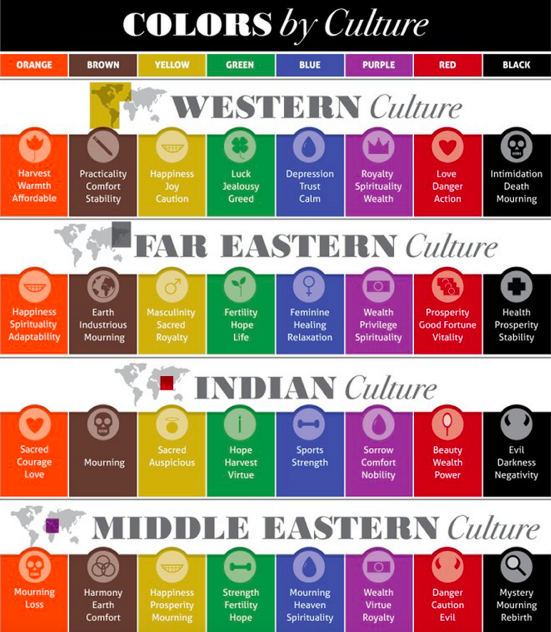 COLORS by Culture
ORANGE BROWN YELLOW GREEN BLUE PURPLE RED BLACK
WESTERN Culture
Harvest
Warmth
Affordable
Practicality
Comfort
Stability
Happiness
Joy
Caution
Luck
Jealousy
Greed
Depression
Trust
Calm
Royalty
Spirituality
Wealth
Love
Danger
Action
Intimidation
Death
Mourning
FAR EASTERN Culture
Happiness
Spirituality
Adaptability
Earth
Industrious
Mourning
Masculinity
Sacred
Royalty
Fertility
Hope
Life
Feminine
Healing
Relaxation
Wealth
Privilege
Spirituality
Prosperity
Good Fortune
Vitality
Health
Prosperity
Stability
INDIAN Culture
Sacred
Courage
Love
Mourning
Sacred
Auspicious
Hope
Harvest
Virtue
Sports
Strength
Sorrow
Comfort
Nobility
Beauty
Wealth
Power
Evil
Darkness
Negativity
MIDDLE EASTERN Culture
Mourning
Loss
Harmony
Earth
Comfort
Happiness
Prosperity
Mourning
Strength
Fertility
Hope
Mourning
Heaven
Spirituality
Wealth
Virtue
Royalty
Danger
Caution
Evil
Mystery
Mourning
Rebirth